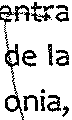 entra
de la
onia,